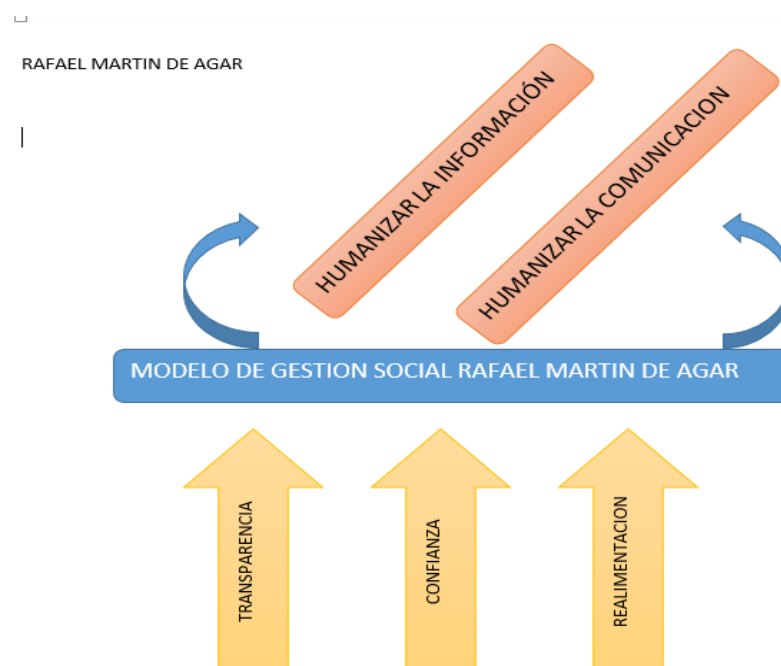 RAFAEL MARTIN DE AGAR
HUMANIZAR LA INFORMACIÓN
HUMANIZAR LA COMUNICACION
MODELO DE GESTION SOCIAL RAFAEL MARTIN DE AGAR
TRANSPARENCIA
CONFIANZA
REALIMENTACION